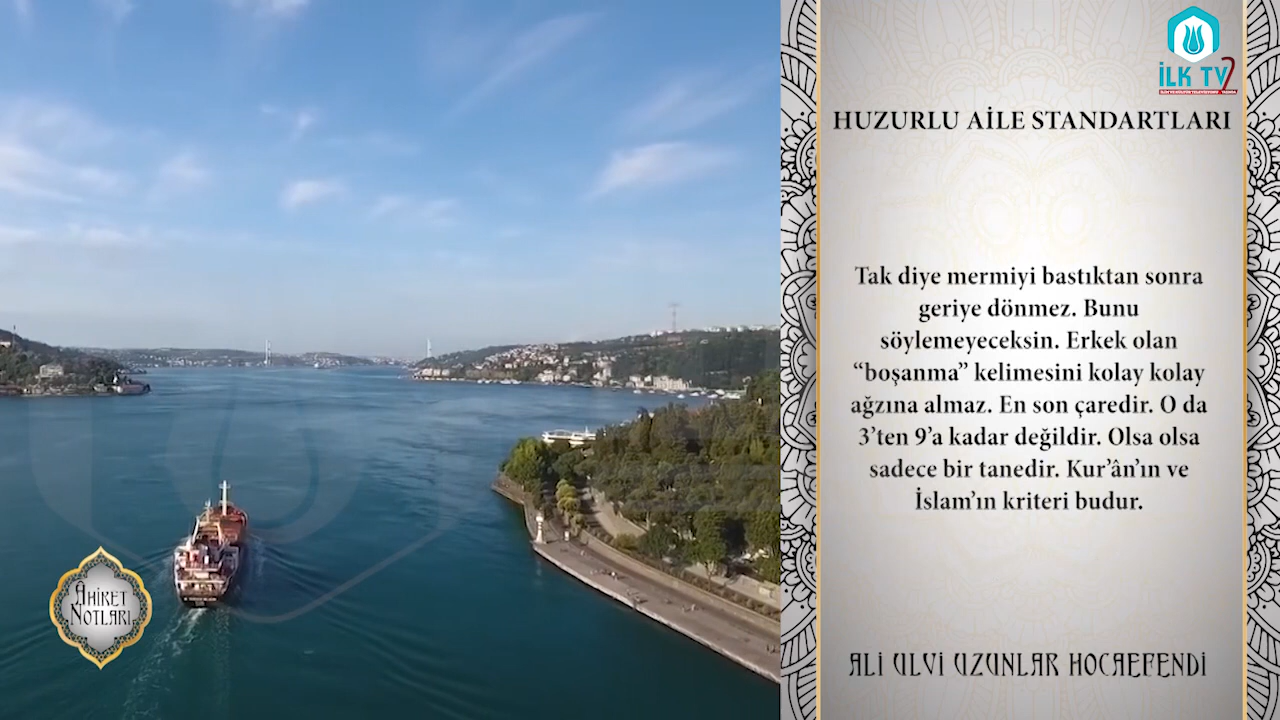 İLK TV2
HUZURLU AİLE STANDARTLARI
Tak diye mermiyi bastıktan sonra
geriye dönmez. Bunu
söylemeyeceksin. Erkek olan
“boşanma” kelimesini kolay kolay
ağzına almaz. En son çaredir. O da
3’ten 9’a kadar değildir. Olsa olsa
sadece bir tanedir. Kur’ân’ın ve
İslam’ın kriteri budur.
AHİRET
NOTLARI
ALİ ULVİ UZUNLAR HOCAEFENDİ